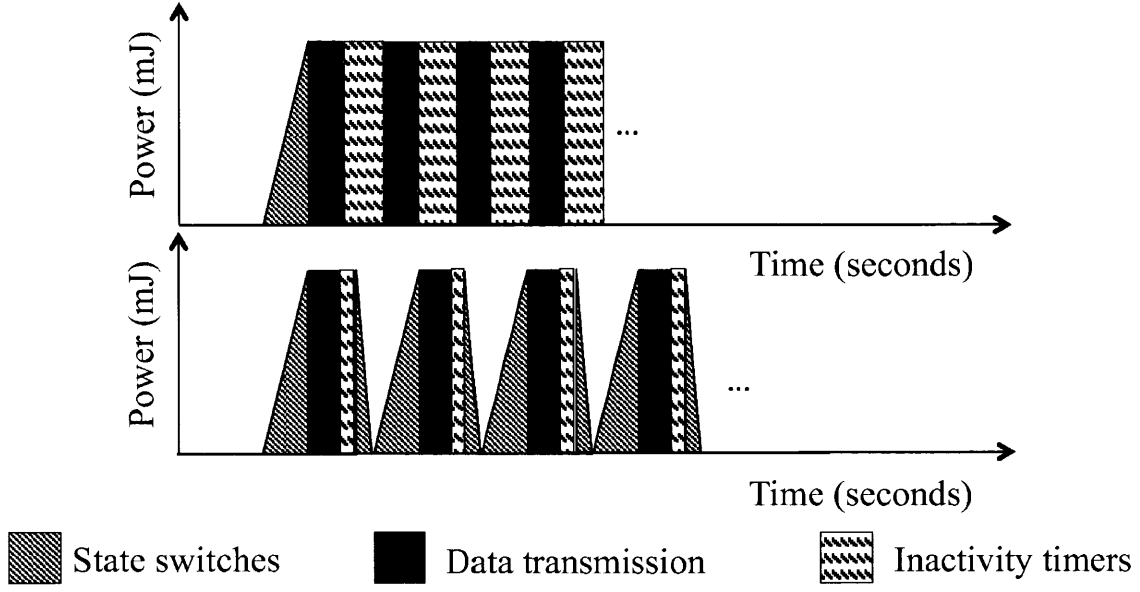 Power (mJ)
...
Time (seconds)
Power (mJ)
...
Time (seconds)
State switches
Data transmission
Inactivity timers